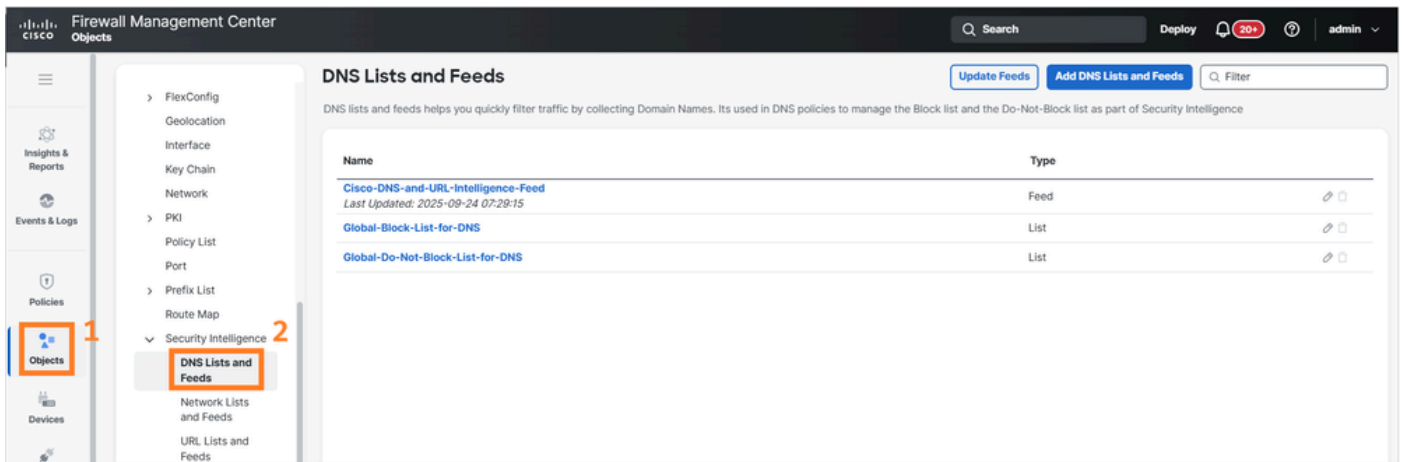 cisco
Firewall Management Center
Objects
Search
Deploy
20+
admin
Insights &
Reports
Events & Logs
Policies
1
Objects
Devices
FlexConfig
Geolocation
Interface
Key Chain
Network
PKI
Policy List
Port
Prefix List
Route Map
Security Intelligence
2
DNS Lists and
Feeds
Network Lists
and Feeds
URL Lists and
Feeds
DNS Lists and Feeds
Update Feeds
Add DNS Lists and Feeds
Filter
DNS lists and feeds helps you quickly filter traffic by collecting Domain Names. Its used in DNS policies to manage the Block list and the Do-Not-Block list as part of Security Intelligence
Name Type
Cisco-DNS-and-URL-Intelligence-Feed Feed
Last Updated: 2025-09-24 07:29:15
Global-Block-List-for-DNS List
Global-Do-Not-Block-List-for-DNS List